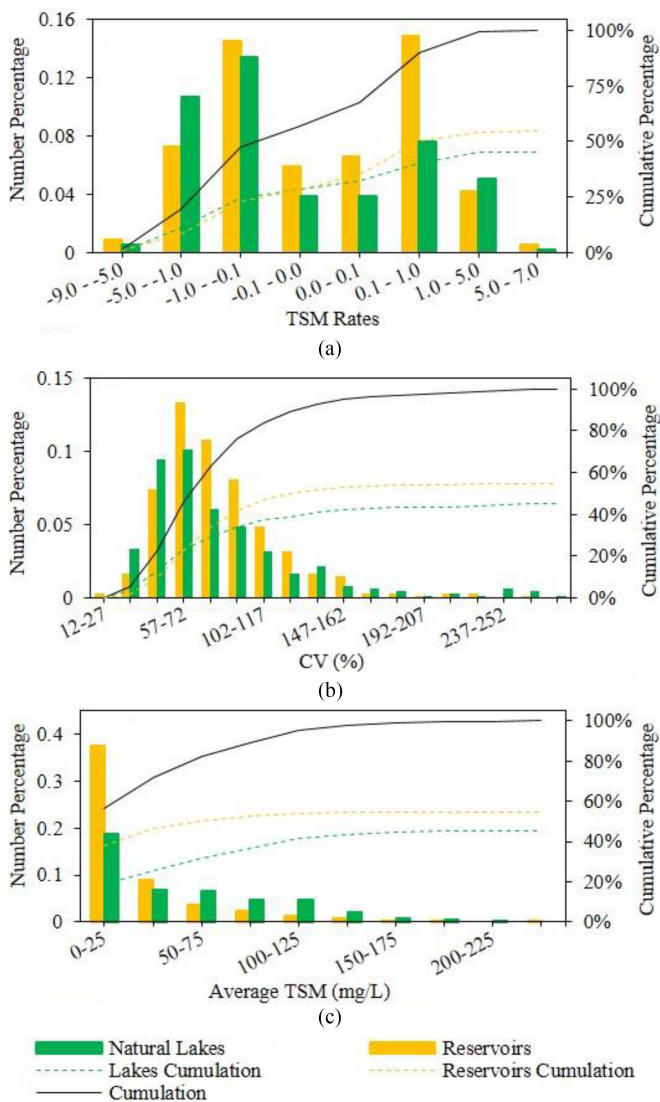 0.16
0.12
0.08
0.04
0
Number Percentage
100%
75%
50%
25%
0%
Cumulative Percentage
-9.0 - -5.0
-5.0 - -1.0
-1.0 - -0.1
-0.1 - 0.0
0.0 - 0.1
0.1 - 1.0
1.0 - 5.0
5.0 - 7.0
TSM Rates
(a)
0.15
0.1
0.05
0
Number Percentage
100%
80%
60%
40%
20%
0%
Cumulative Percentage
12-27
57-72
102-117
147-162
192-207
237-252
CV (%)
(b)
0.4
0.3
0.2
0.1
0
Number Percentage
100%
80%
60%
40%
20%
0%
Cumulative Percentage
0-25
50-75
100-125
150-175
200-225
Average TSM (mg/L)
(c)
Natural Lakes
Reservoirs
Lakes Cumulation
Reservoirs Cumulation
Cumulation